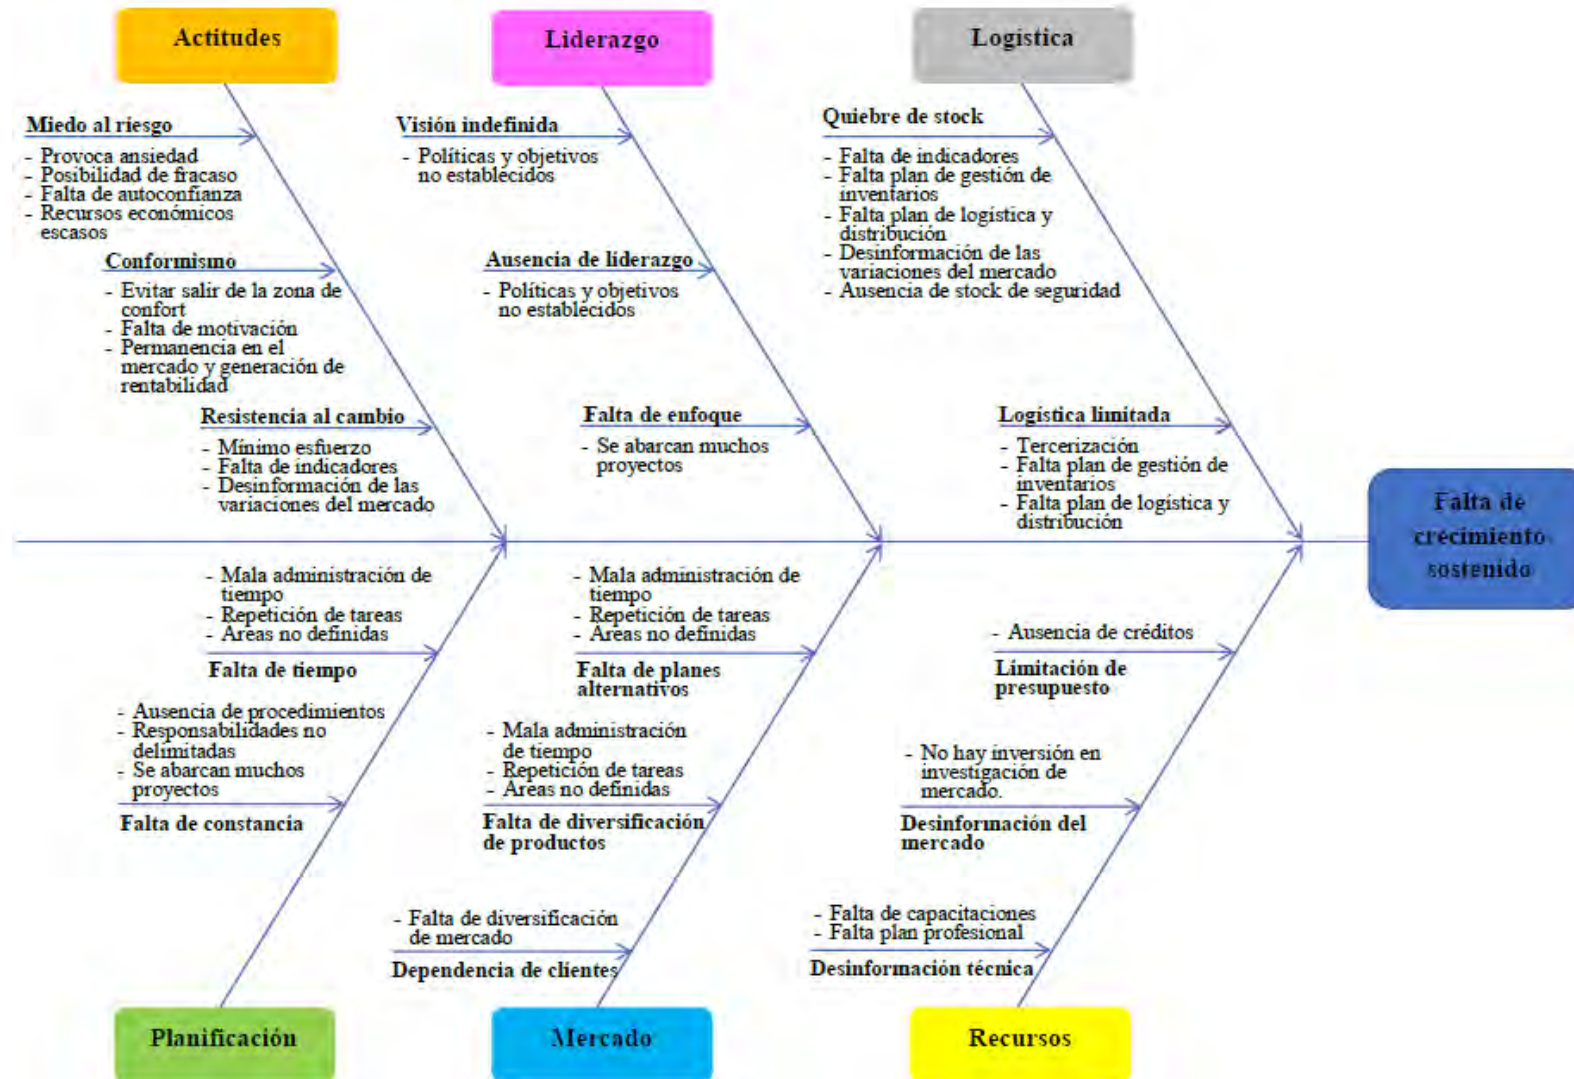 Actitudes
Liderazgo
Logística
Miedo al riesgo
- Provoca ansiedad
- Posibilidad de fracaso
- Falta de autoconfianza
- Recursos económicos
escasos
Conformismo
- Evitar salir de la zona de
confort
- Falta de motivación
- Permanencia en el
mercado y generación de
rentabilidad
Resistencia al cambio
- Mínimo esfuerzo
- Falta de indicadores
- Desinformación de las
variaciones del mercado
Visión indefinida
- Políticas y objetivos
no establecidos
Ausencia de liderazgo
- Políticas y objetivos
no establecidos
Falta de enfoque
- Se abarcan muchos
proyectos
Quiebre de stock
- Falta de indicadores
- Falta plan de gestión de
inventarios
- Falta plan de logística y
distribución
- Desinformación de las
variaciones del mercado
- Ausencia de stock de seguridad
Logística limitada
- Tercerización
- Falta plan de gestión de
inventarios
- Falta plan de logística y
distribución
Falta de
crecimiento
sostenido
- Mala administración de
tiempo
- Repetición de tareas
- Áreas no definidas
Falta de tiempo
- Ausencia de procedimientos
- Responsabilidades no
delimitadas
- Se abarcan muchos
proyectos
Falta de constancia
- Mala administración de
tiempo
- Repetición de tareas
- Áreas no definidas
Falta de planes
alternativos
- Mala administración
de tiempo
- Repetición de tareas
- Áreas no definidas
Falta de diversificación
de productos
- Falta de diversificación
de mercado
Dependencia de clientes
- Ausencia de créditos
Limitación de
presupuesto
- No hay inversión en
investigación de
mercado.
Desinformación del
mercado
- Falta de capacitaciones
- Falta plan profesional
Desinformación técnica
Planificación
Mercado
Recursos